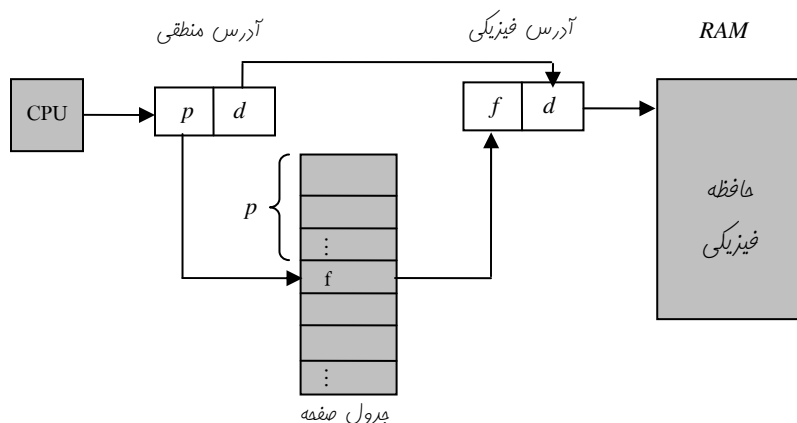 آدرس منطقی
آدرس فیزیکی
RAM
CPU
p
d
f
d
p
⋮
f
⋮
حافظه
فیزیکی
جدول صفحه